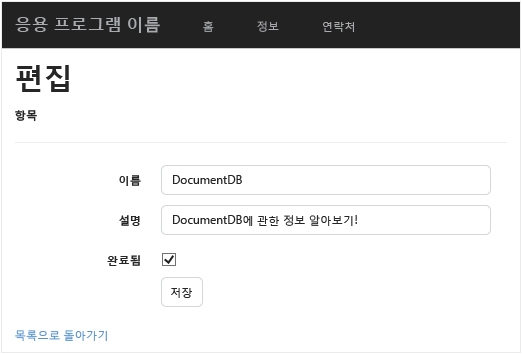 응용 프로그램 이름 홈 정보 연락처
편집
항목
이름 DocumentDB
설명 DocumentDB에 관한 정보 알아보기!
완료됨
저장
목록으로 돌아가기